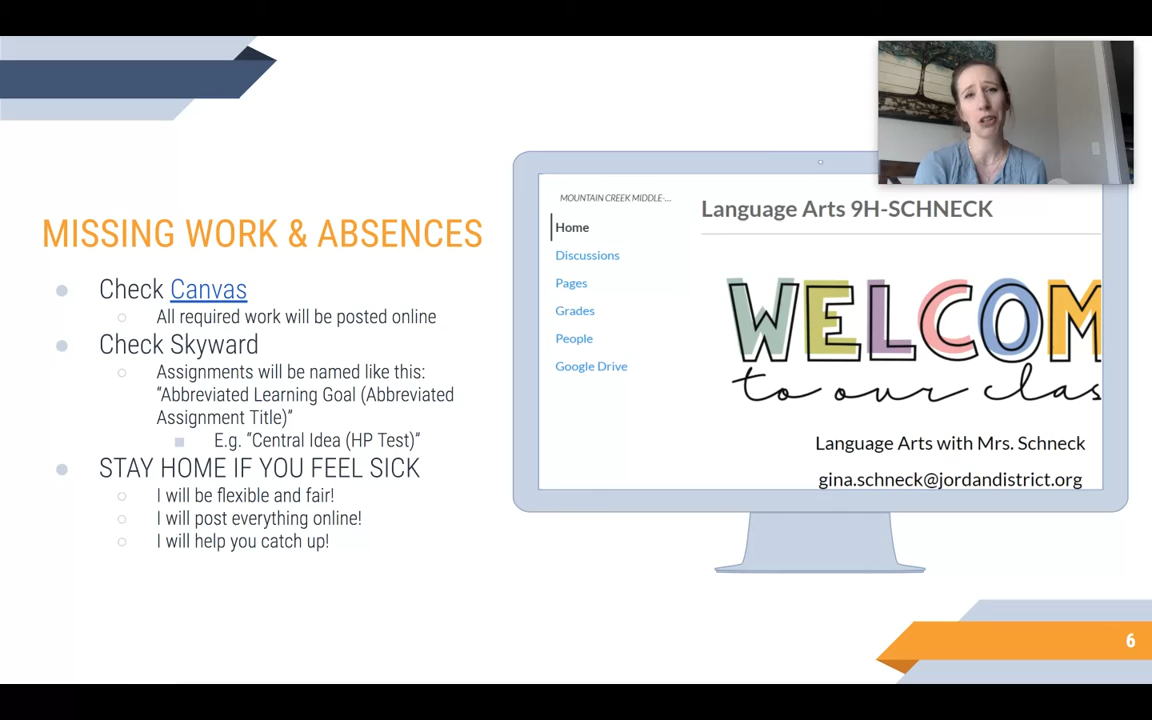 MISSING WORK & ABSENCES
Check Canvas
All required work will be posted online
Check Skyward
Assignments will be named like this:
“Abbreviated Learning Goal (Abbreviated
Assignment Title)”
E.g. “Central Idea (HP Test)”
STAY HOME IF YOU FEEL SICK
I will be flexible and fair!
I will post everything online!
I will help you catch up!
MOUNTAIN CREEK MIDDLE-...
Home
Discussions
Pages
Grades
People
Google Drive
Language Arts 9H-SCHNECK
WELCOM
to our clas
Language Arts with Mrs. Schneck
gina.schneck@jordandistrict.org
6